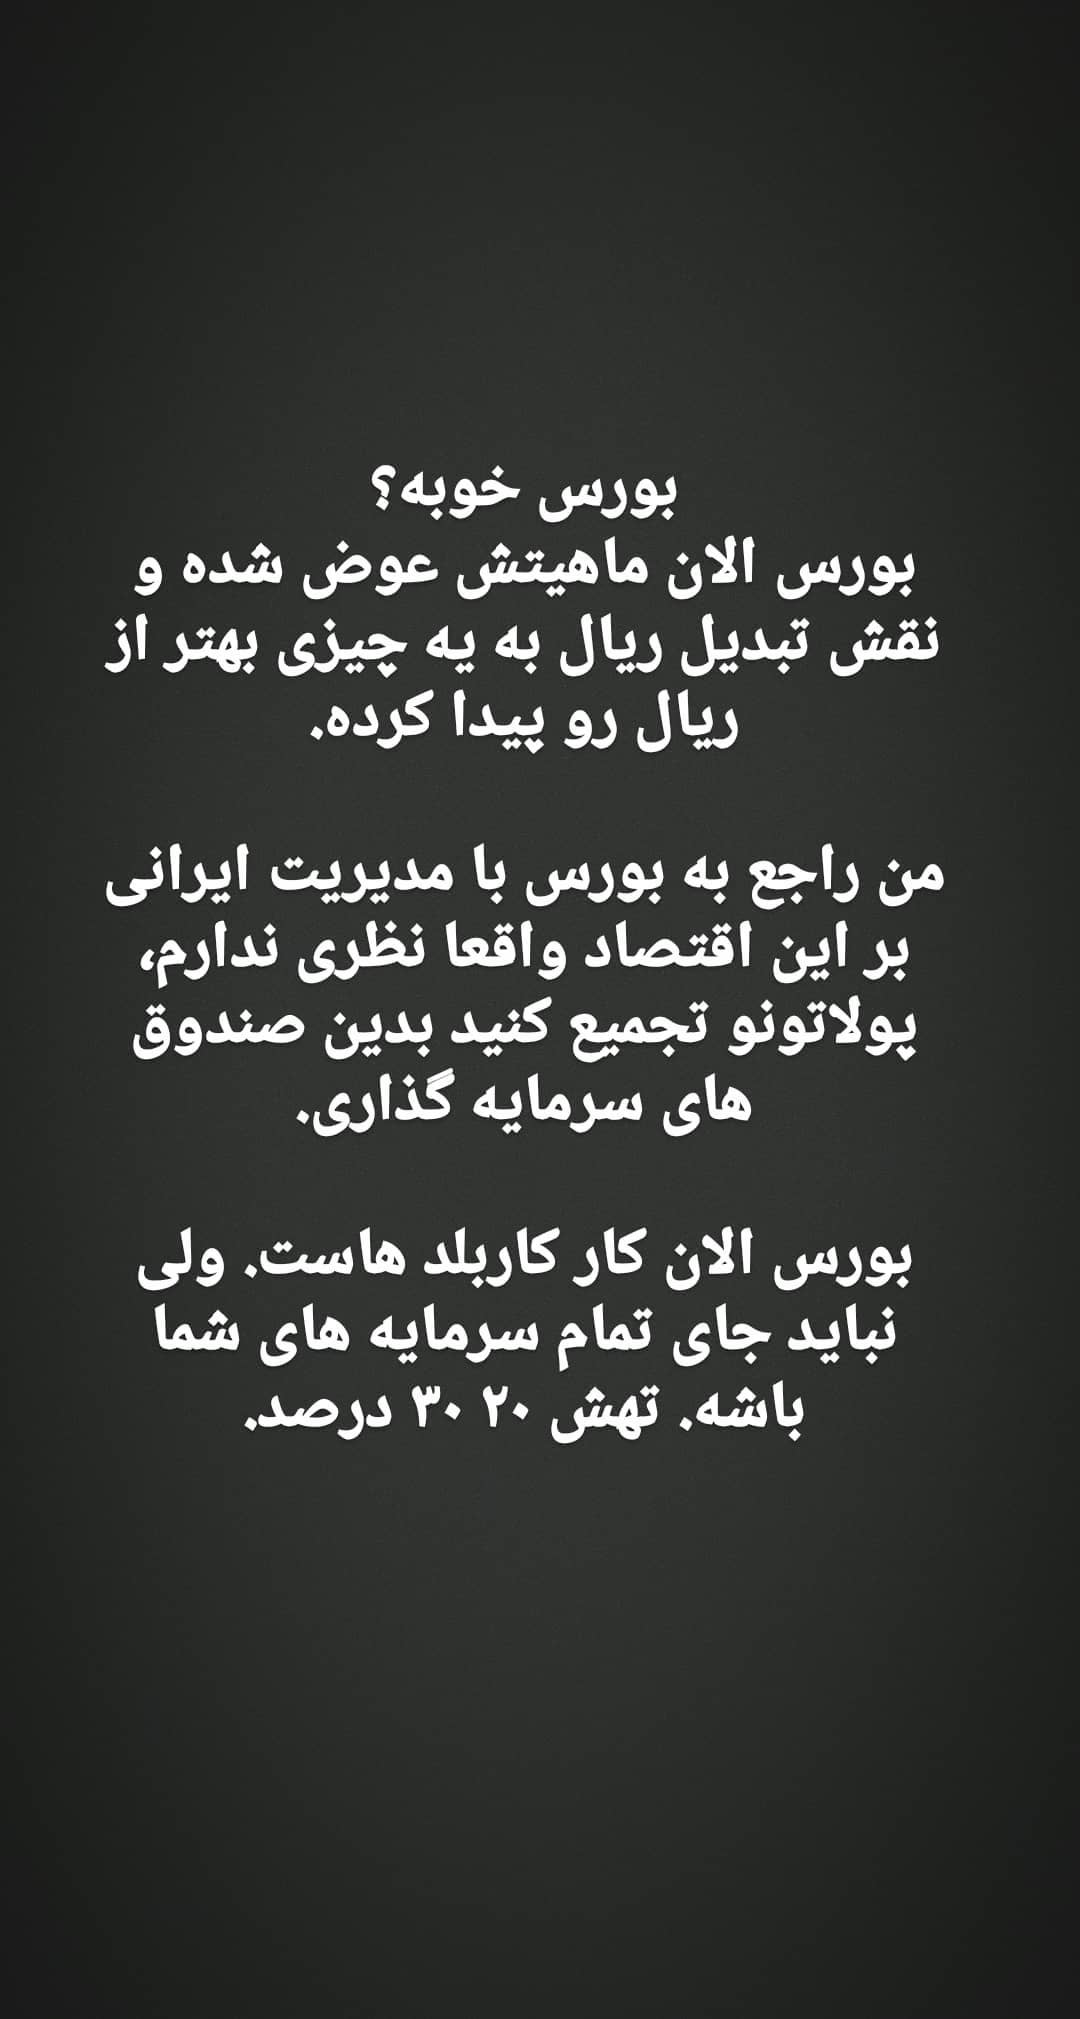 بورس خوبه؟
بورس الان ماهیتش عوض شده و
نقش تبدیل ریال به یه چیزی بهتر از
ریال رو پیدا کرده.
من راجع به بورس با مدیریت ایرانی
بر این اقتصاد واقعا نظری ندارم،
پولاتونو تجمیع کنید بدین صندوق
های سرمایه گذاری.
بورس الان کار کاربلد هاست. ولی
نباید جای تمام سرمایه های شما
باشه. تهش ۲۰ ۳۰ درصد.